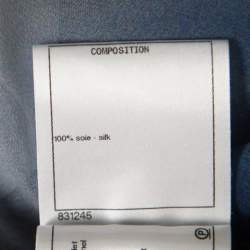 COMPOSITION
100% soie - silk
831245
P